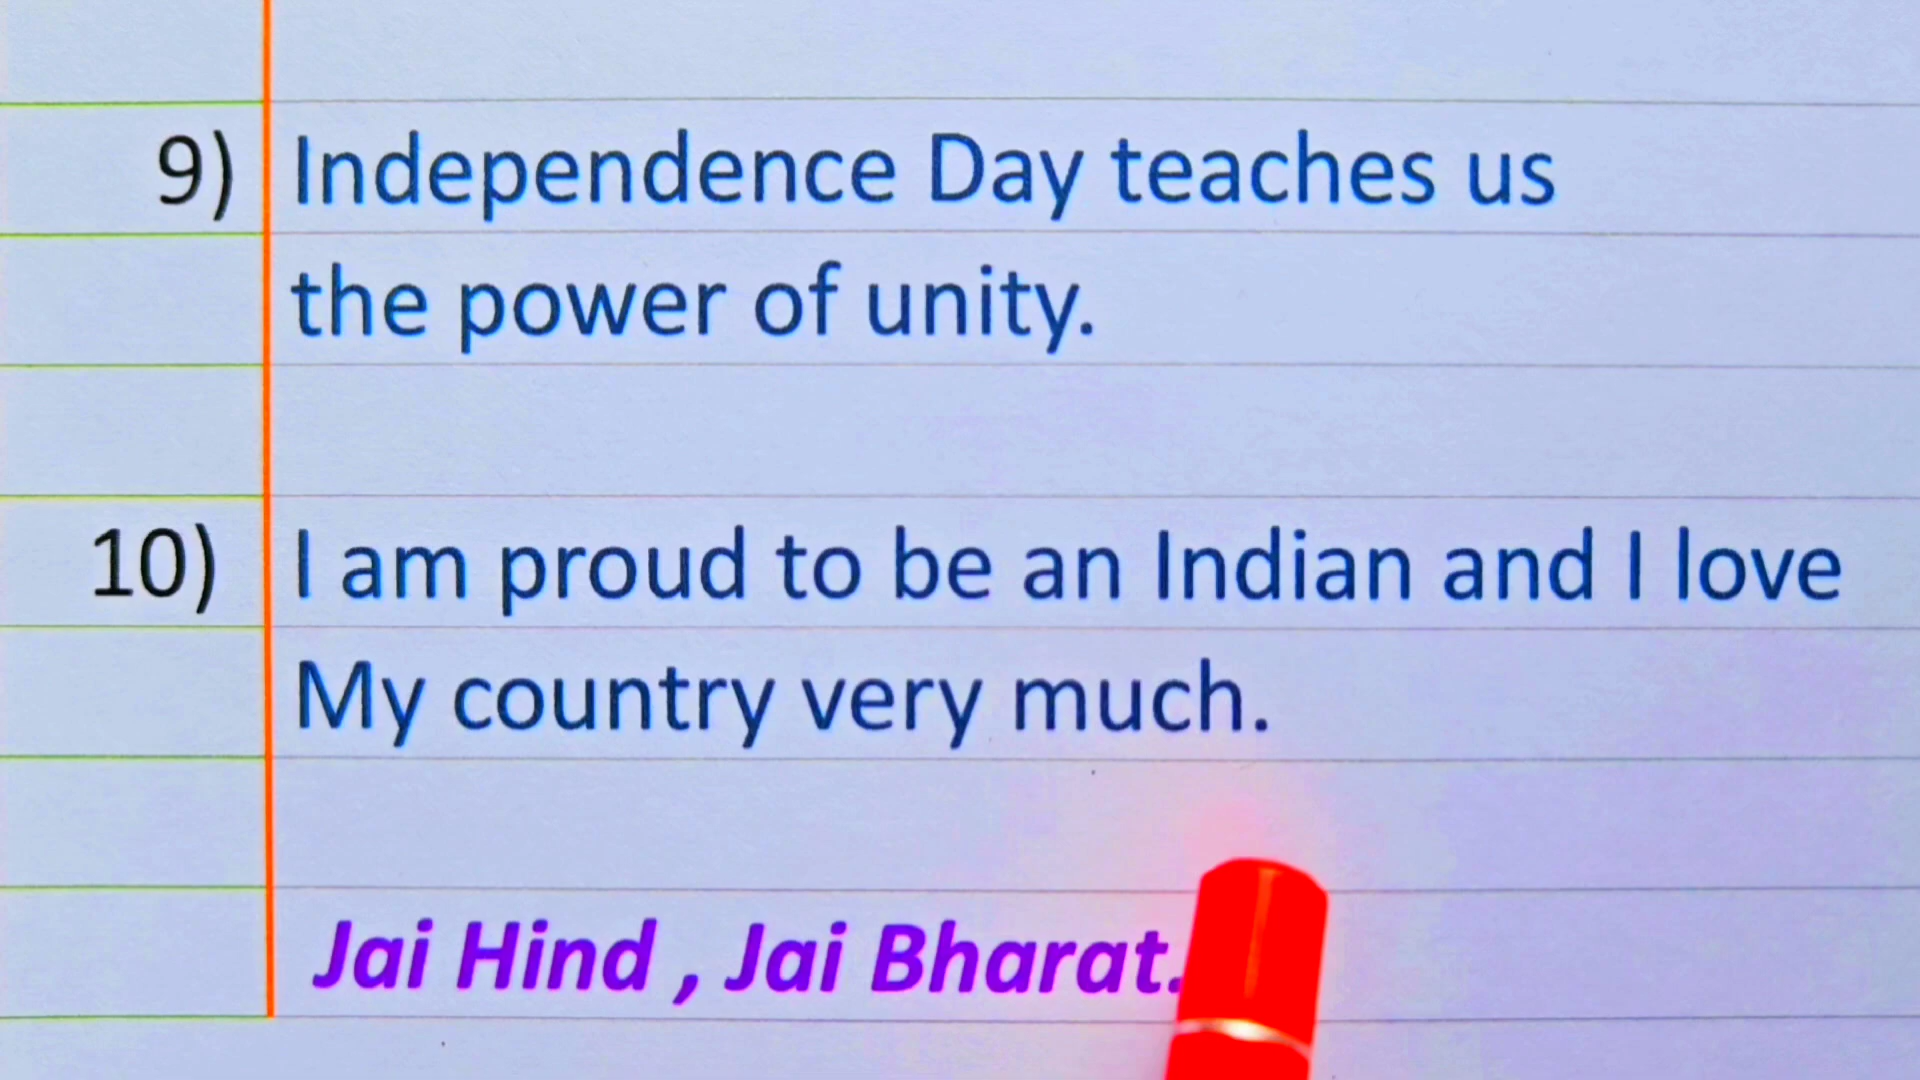 9) Independence Day teaches us
the power of unity.
10) I am proud to be an Indian and I love
My country very much.
Jai Hind , Jai Bharat.